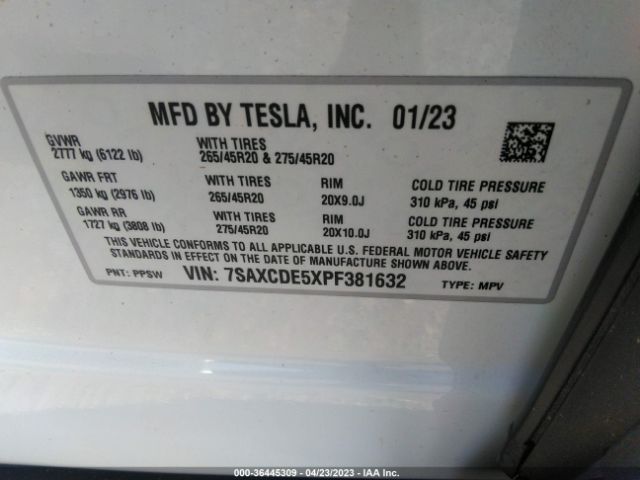 MFD BY TESLA, INC. 01/23
GVWR
2777 kg (6122 lb)
WITH TIRES
265/45R20 & 275/45R20
GAWR FRT
1350 kg (2976 lb)
WITH TIRES
265/45R20
RIM
20X9.0J
COLD TIRE PRESSURE
310 kPa, 45 psi
GAWR RR
1727 kg (3808 lb)
WITH TIRES
275/45R20
RIM
20X10.0J
COLD TIRE PRESSURE
310 kPa, 45 psi
THIS VEHICLE CONFORMS TO ALL APPLICABLE U.S. FEDERAL MOTOR VEHICLE SAFETY
STANDARDS IN EFFECT ON THE DATE OF MANUFACTURE SHOWN ABOVE.
PNT: PPSW
VIN: 7SAXCDE5XPF381632
TYPE: MPV
000-36445309 - 04/23/2023 - IAA Inc.